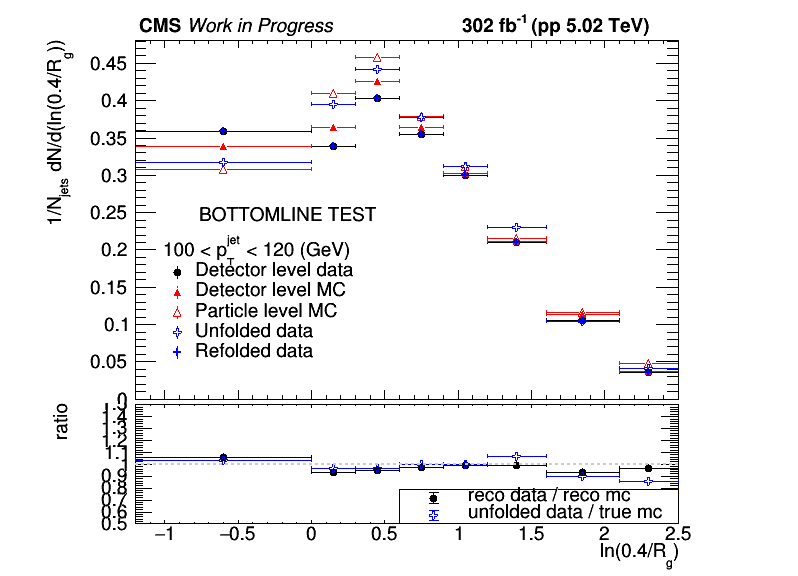 CMS Work in Progress 302 fb⁻¹ (pp 5.02 TeV)
1/N_jets dN/d(ln(0.4/R_g))
0.45
0.4
0.35
0.3
0.25
0.2
0.15
0.1
0.05
0
BOTTOMLINE TEST
100 < p_T^jet < 120 (GeV)
Detector level data
Detector level MC
Particle level MC
Unfolded data
Refolded data
ratio
1.5
1.4
1.3
1.2
1.1
1
0.9
0.8
0.7
0.6
0.5
reco data / reco mc
unfolded data / true mc
−1 −0.5 0 0.5 1 1.5 2 2.5
ln(0.4/R_g)